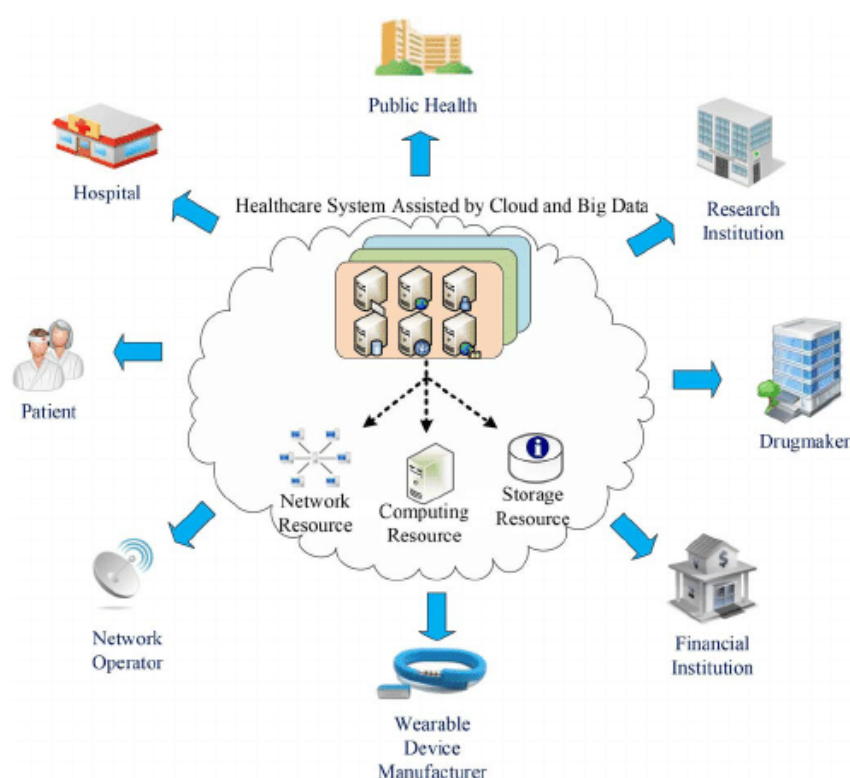 Public Health
Hospital
Healthcare System Assisted by Cloud and Big Data
Research
Institution
Patient
Drugmaker
Network
Resource
Computing
Resource
Storage
Resource
Network
Operator
Financial
Institution
Wearable
Device
Manufacturer